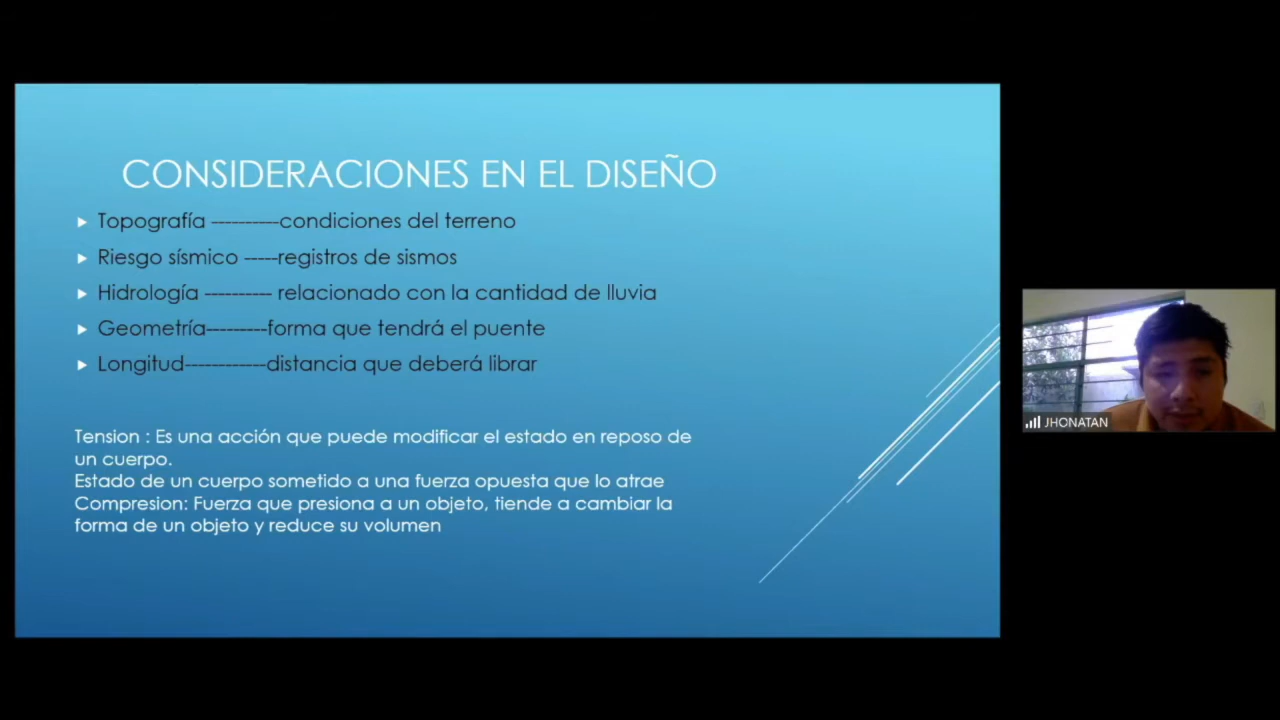 CONSIDERACIONES EN EL DISEÑO
Topografía ----------condiciones del terreno
Riesgo sísmico -----registros de sismos
Hidrología ---------- relacionado con la cantidad de lluvia
Geometría---------forma que tendrá el puente
Longitud------------distancia que deberá librar
Tension : Es una acción que puede modificar el estado en reposo de
un cuerpo.
Estado de un cuerpo sometido a una fuerza opuesta que lo atrae
Compresion: Fuerza que presiona a un objeto, tiende a cambiar la
forma de un objeto y reduce su volumen
JHONATAN